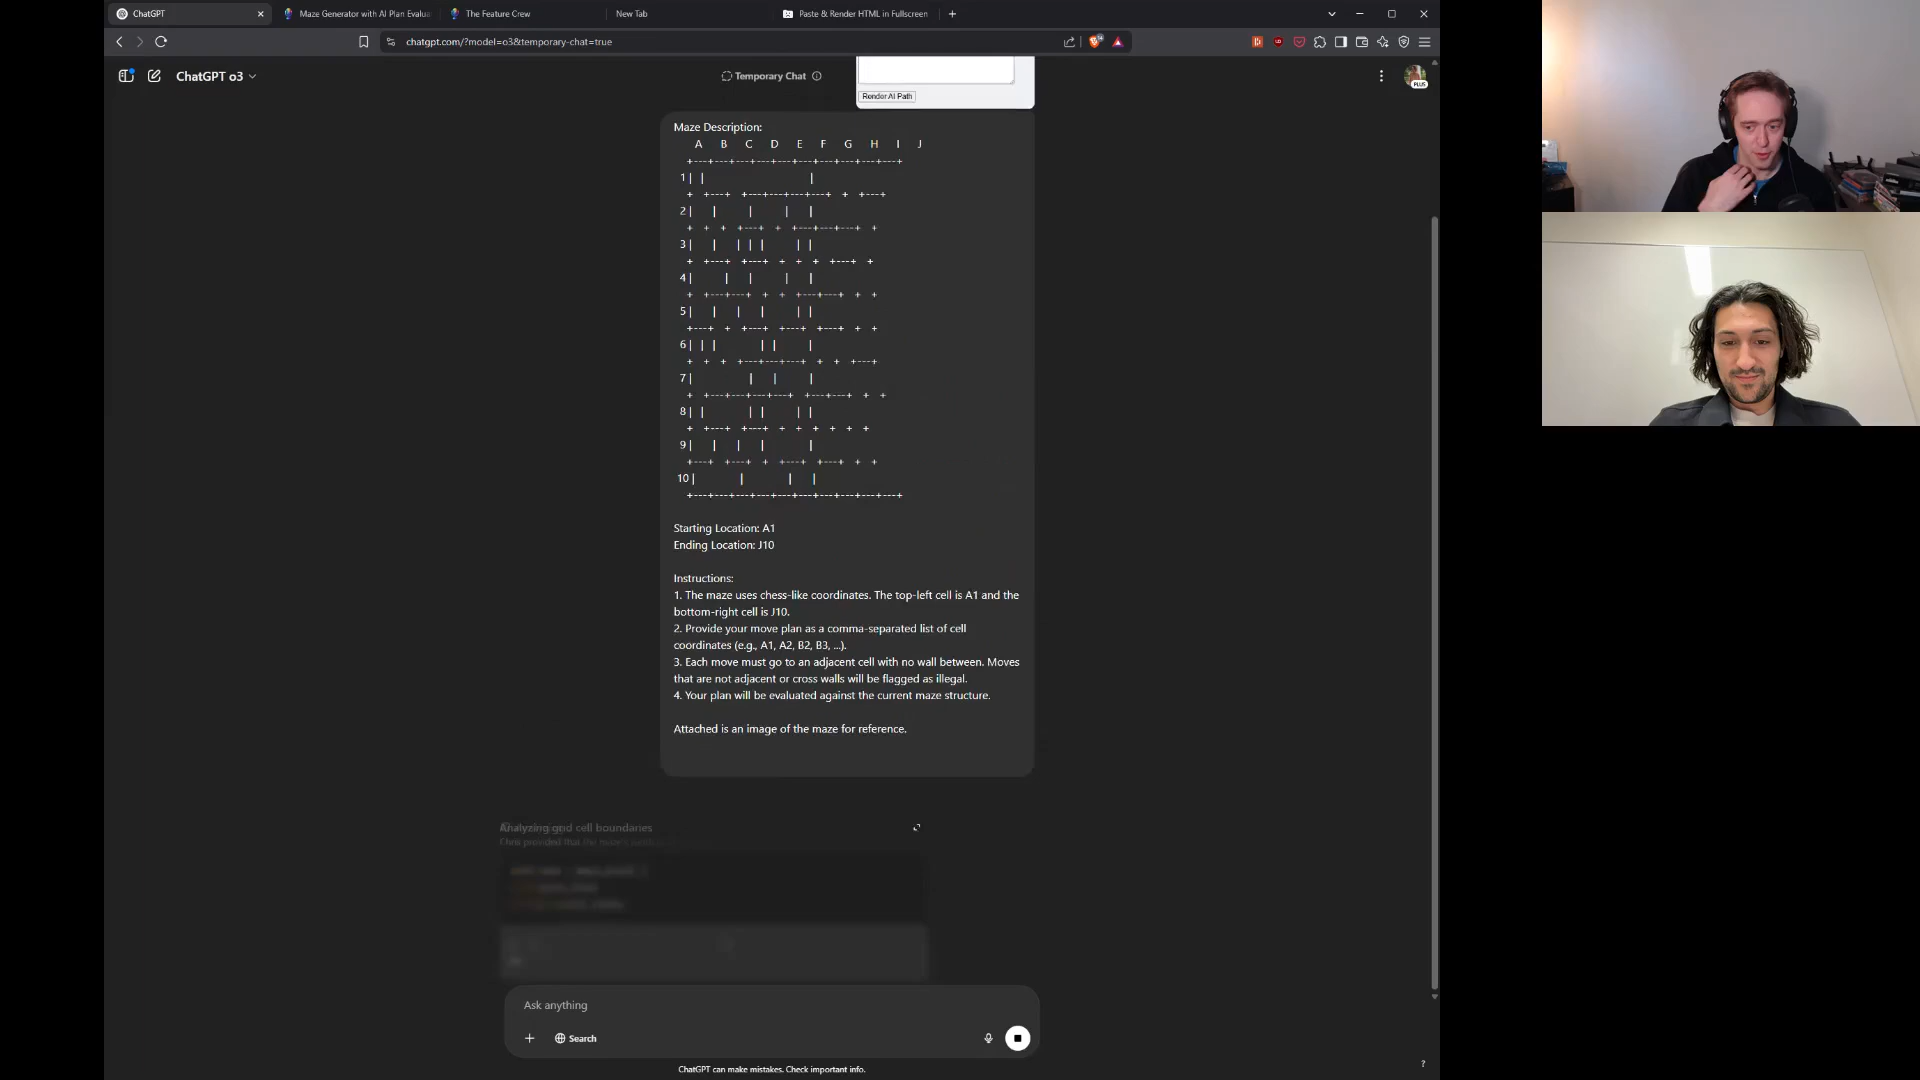 ChatGPT
Maze Generator with AI Plan Evalua
The Feature Crew
New Tab
Paste & Render HTML in Fullscreen
chatgpt.com/?model=o3&temporary-chat=true
ChatGPT o3
Temporary Chat
PLUS
Render AI Path
Maze Description:
A B C D E F G H I J
+---+---+---+---+---+---+---+---+---+
1| | |
+ +---+ +---+---+---+---+ + +---+
2| | | | |
+ + + +---+ + +---+---+---+ +
3| | | | | | |
+ +---+ +---+ + + + +---+ +
4| | | | |
+ +---+---+ + + +---+---+ + +
5| | | | | |
+---+ + +---+ +---+ +---+ + +
6| | | | | |
+ + + +---+---+---+ + + +---+
7| | | |
+ +---+---+---+---+ +---+---+ + +
8| | | | | |
+ +---+ +---+ + + + + + +
9| | | | |
+---+ +---+ + +---+ +---+ + +
10| | | |
+---+---+---+---+---+---+---+---+---+
Starting Location: A1
Ending Location: J10
Instructions:
1. The maze uses chess-like coordinates. The top-left cell is A1 and the
bottom-right cell is J10.
2. Provide your move plan as a comma-separated list of cell
coordinates (e.g., A1, A2, B2, B3, ...).
3. Each move must go to an adjacent cell with no wall between. Moves
that are not adjacent or cross walls will be flagged as illegal.
4. Your plan will be evaluated against the current maze structure.
Attached is an image of the maze for reference.
cell boundaries
Ask anything
Search
ChatGPT can make mistakes. Check important info.
?